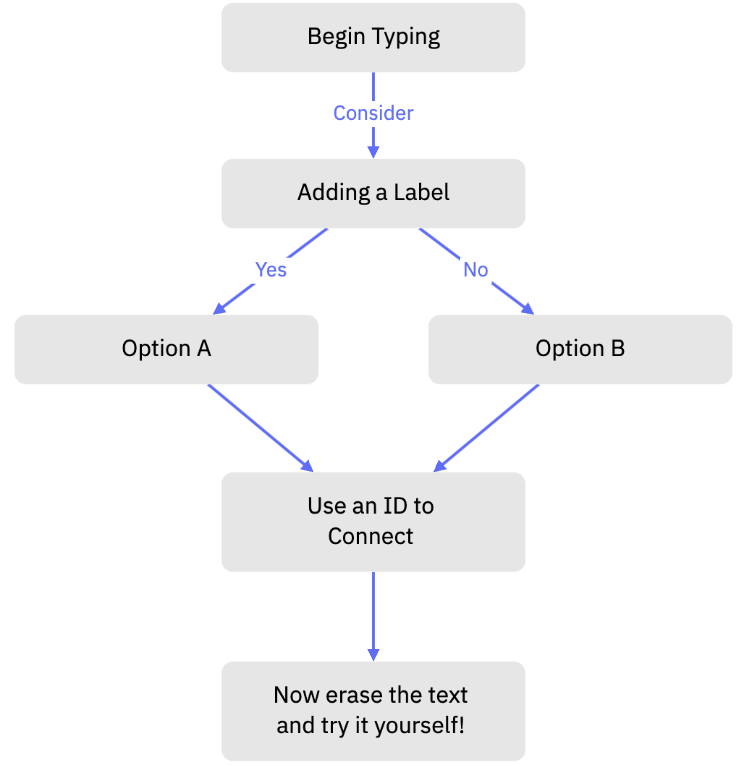 Begin Typing
Consider
Adding a Label
Yes
No
Option A
Option B
Use an ID to
Connect
Now erase the text
and try it yourself!